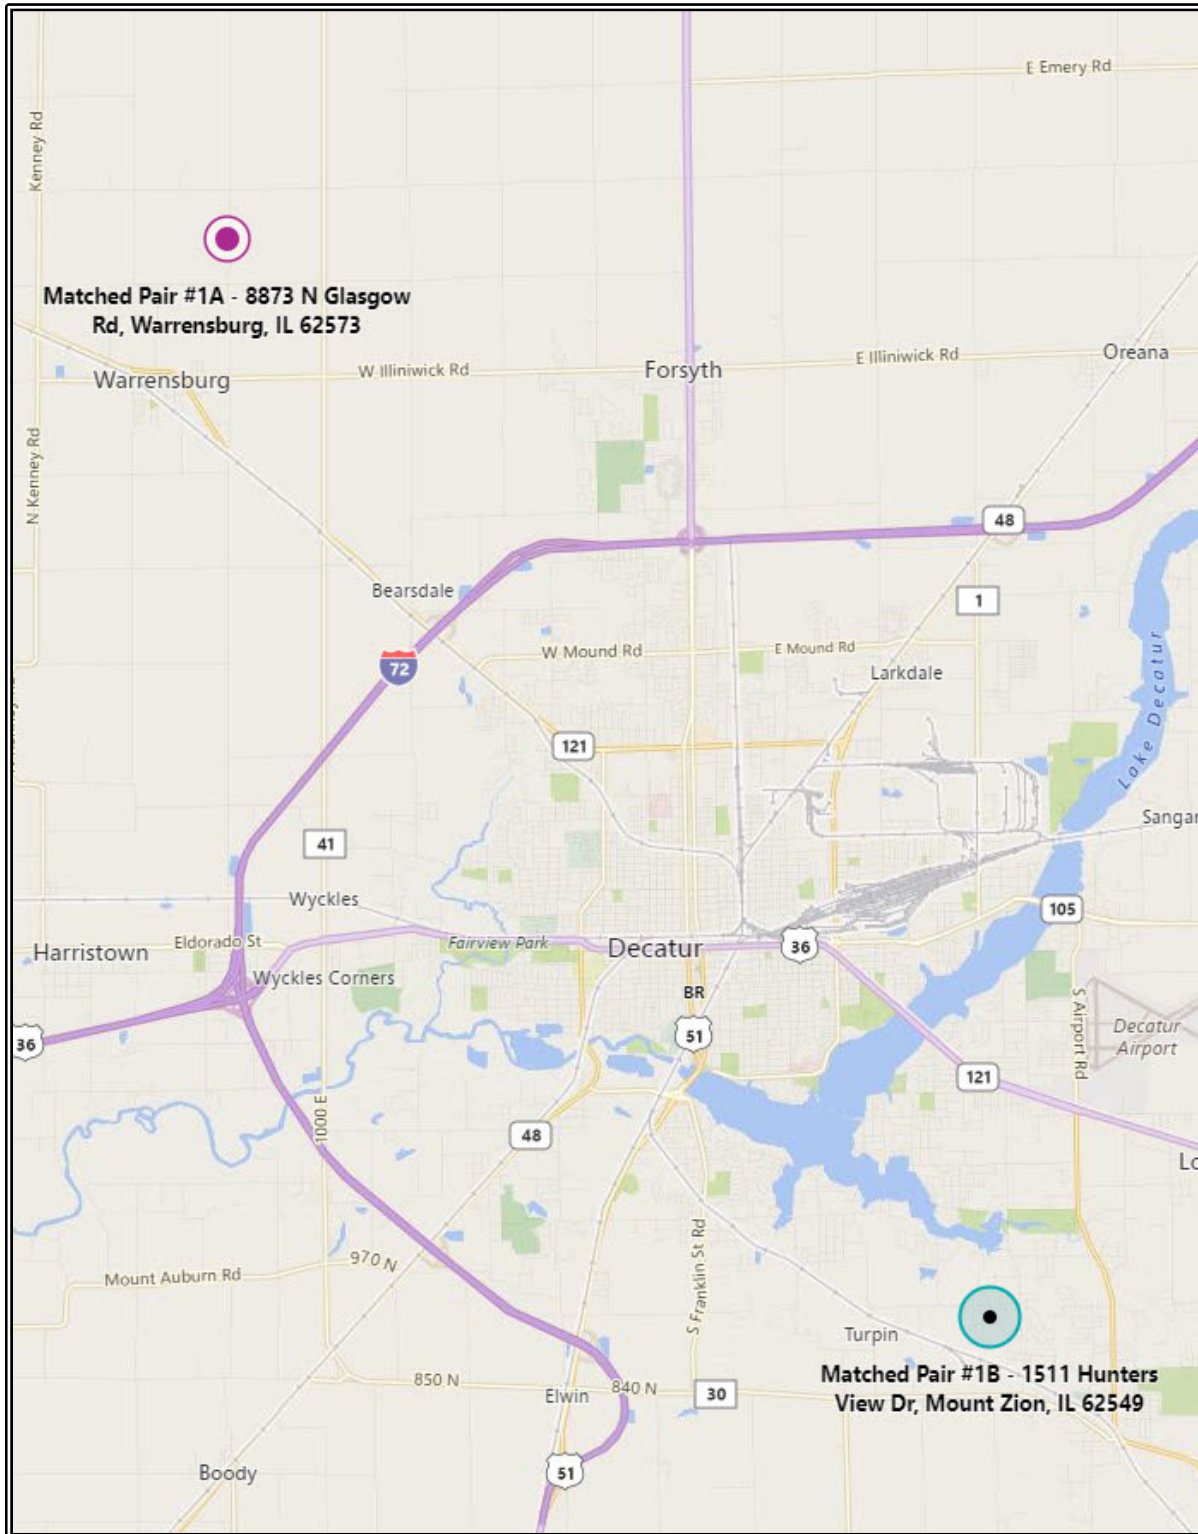 E Emery Rd
Kenney Rd
Matched Pair #1A - 8873 N Glasgow
Rd, Warrensburg, IL 62573
Warrensburg
W Illiniwick Rd
Forsyth
E Illiniwick Rd
Oreana
N Kenney Rd
48
Bearsdale
1
72
W Mound Rd
E Mound Rd
Larkdale
Lake Decatur
121
41
Sangar
Wyckles
105
Harristown
Eldorado St
Fairview Park
Decatur
36
Wyckles Corners
BR
51
36
S Airport Rd
Decatur
Airport
121
1000 E
48
Lo
970 N
Mount Auburn Rd
S Franklin St Rd
Turpin
Matched Pair #1B - 1511 Hunters
View Dr, Mount Zion, IL 62549
850 N
Elwin
840 N
30
Boody
51